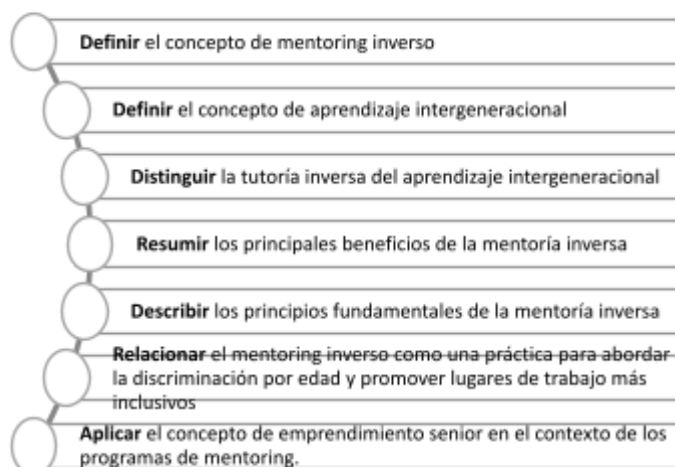 Definir el concepto de mentoring inverso
Definir el concepto de aprendizaje intergeneracional
Distinguir la tutoría inversa del aprendizaje intergeneracional
Resumir los principales beneficios de la mentoría inversa
Describir los principios fundamentales de la mentoría inversa
Relacionar el mentoring inverso como una práctica para abordar
la discriminación por edad y promover lugares de trabajo más
inclusivos
Aplicar el concepto de emprendimiento senior en el contexto de los
programas de mentoring.